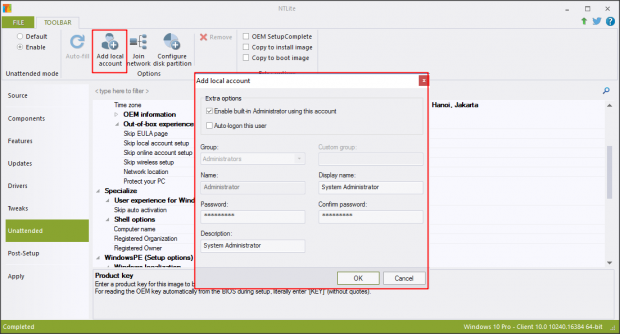 NTLite
FILE
TOOLBAR
Default
Enable
Unattended mode
Auto-fill
Add local account
Join network
Configure disk partition
Remove
Options
OEM SetupComplete
Copy to install image
Copy to boot image
Source
Components
Features
Updates
Drivers
Tweaks
Unattended
Post-Setup
Apply
< type here to filter >
Time zone
Hanoi, Jakarta
OEM information
Out-of-box experience
Skip EULA page
Skip local account setup
Skip online account setup
Skip wireless setup
Network location
Protect your PC
Specialize
User experience for Win
Skip auto activation
Shell options
Computer name
Registered Organization
Registered Owner
WindowsPE (Setup options)
Add local account
x
Extra options
Enable built-in Administrator using this account
Auto-logon this user
Group:
Custom group:
Administrators
Name:
Display name:
Administrator
System Administrator
Password:
Confirm password:
*********
*********
Description:
System Administrator
OK
Cancel
Product key
Enter a product key for this image to b
For reading the OEM key automatically from the BIOS during setup, literally enter '[KEY]' (without quotes).
Completed
Windows 10 Pro - Client 10.0 10240.16384 64-bit